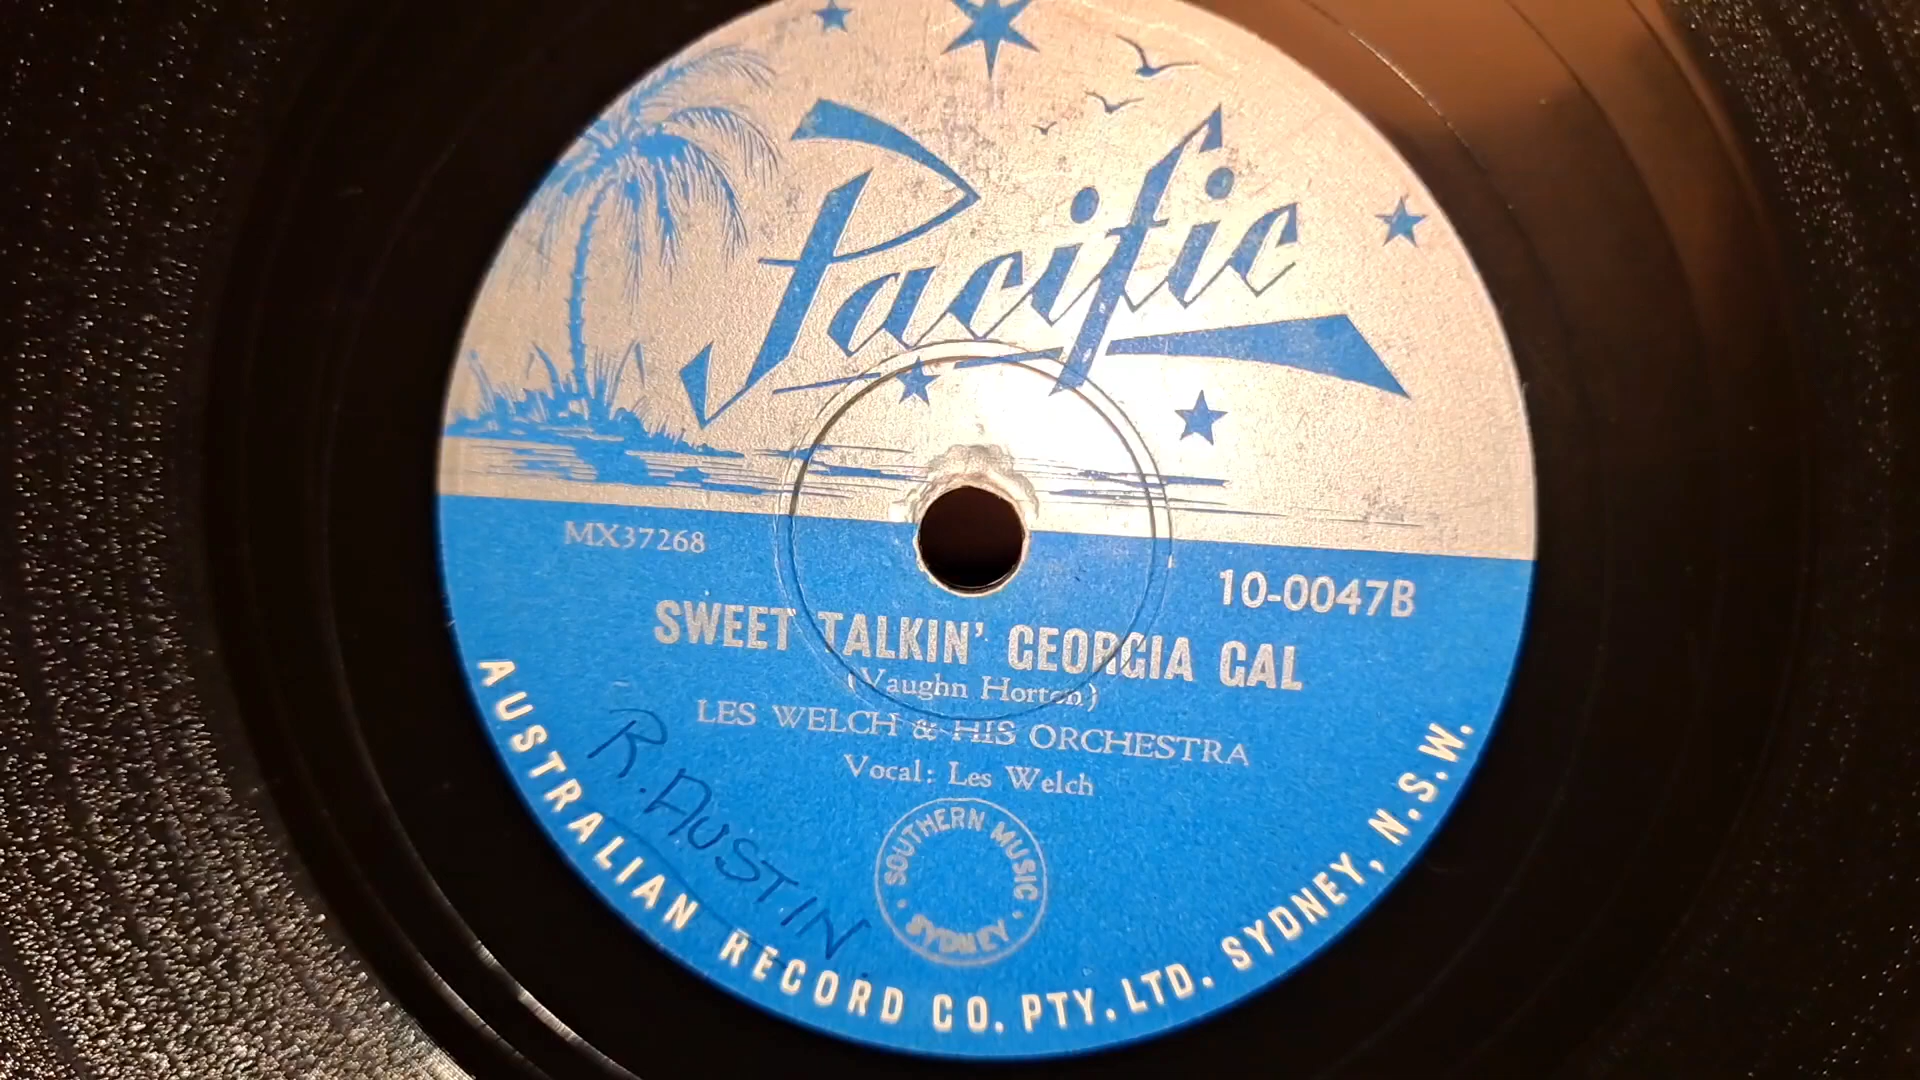 Pacific
MX37268
10-0047B
SWEET TALKIN' GEORGIA GAL
(Vaughn Horton)
LES WELCH & HIS ORCHESTRA
Vocal: Les Welch
R. AUSTIN
SOUTHERN MUSIC
· SYDNEY ·
AUSTRALIAN RECORD CO. PTY. LTD. SYDNEY, N.S.W.